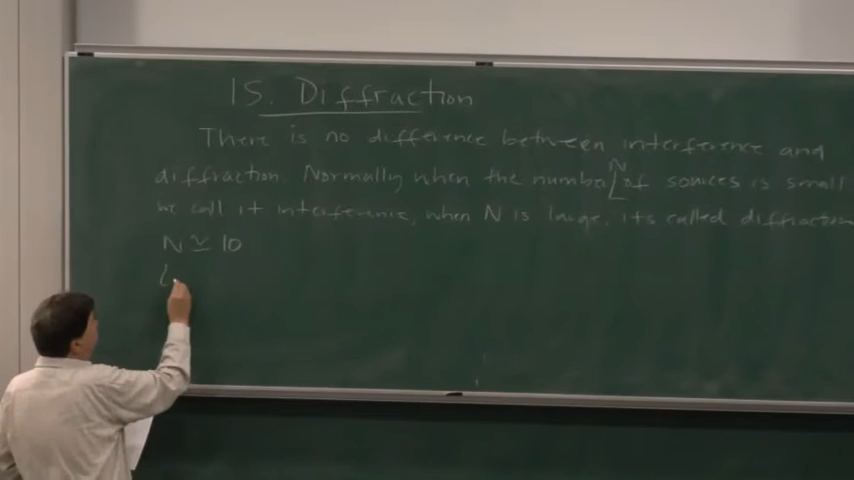 15. Diffraction
There is no difference between interference and
diffraction. Normally when the number N of sources is small
we call it interference, when N is large, its called diffraction
N ≃ 10
(